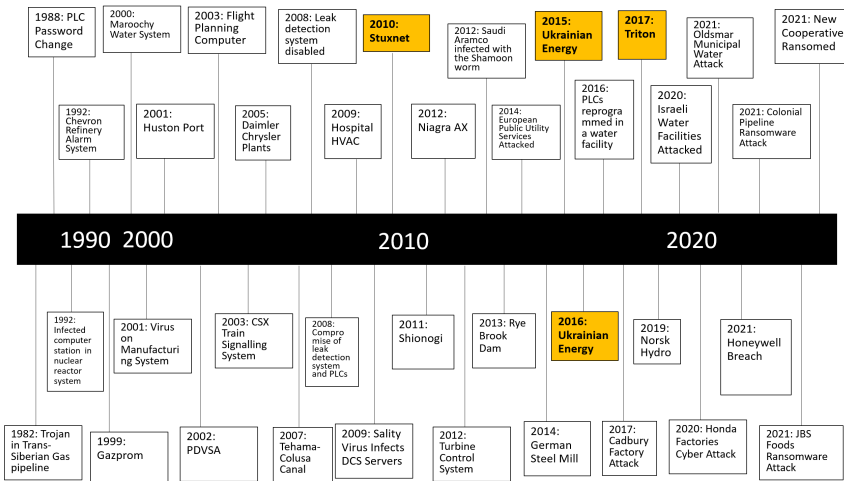 1988: PLC
Password
Change
2000:
Maroochy
Water System
2003: Flight
Planning
Computer
2008: Leak
detection
system
disabled
2010:
Stuxnet
2012: Saudi
Aramco
infected with
the Shamoon
worm
2015:
Ukrainian
Energy
2017:
Triton
2021:
Oldsmar
Municipal
Water
Attack
2021: New
Cooperative
Ransomed
1992:
Chevron
Refinery
Alarm
System
2001:
Huston Port
2005:
Daimler
Chrysler
Plants
2009:
Hospital
HVAC
2012:
Niagra AX
2014:
European
Public Utility
Services
Attacked
2016:
PLCs
reprogra
mmed in
a water
facility
2020:
Israeli
Water
Facilities
Attacked
2021: Colonial
Pipeline
Ransomware
Attack
1990
2000
2010
2020
1992:
Infected
computer
station in
nuclear
reactor
system
2001: Virus
on
Manufacturi
ng System
2003: CSX
Train
Signalling
System
2008:
Compro
mise of
leak
detection
system
and PLCs
2011:
Shionogi
2013: Rye
Brook
Dam
2016:
Ukrainian
Energy
2019:
Norsk
Hydro
2021:
Honeywell
Breach
1982: Trojan
in Trans-
Siberian Gas
pipeline
1999:
Gazprom
2002:
PDVSA
2007:
Tehama-
Colusa
Canal
2009: Sality
Virus Infects
DCS Servers
2012:
Turbine
Control
System
2014:
German
Steel Mill
2017:
Cadbury
Factory
Attack
2020: Honda
Factories
Cyber Attack
2021: JBS
Foods
Ransomware
Attack